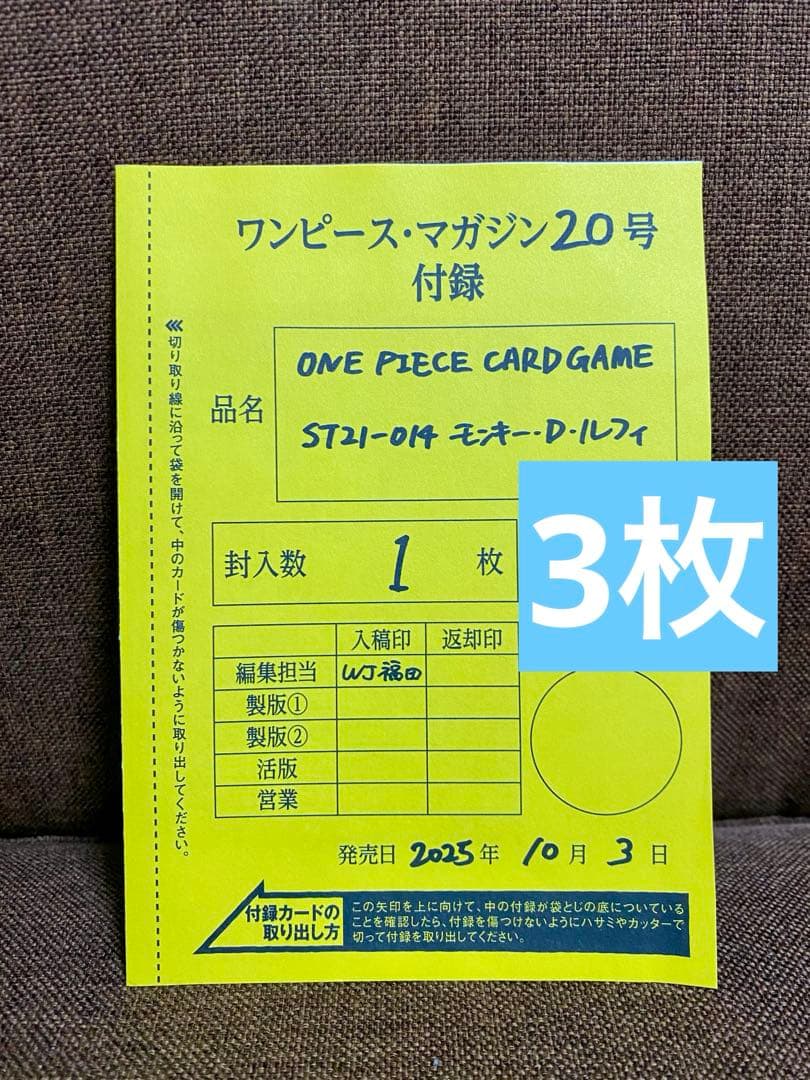 ワンピース・マガジン20号
付録
品名
ONE PIECE CARD GAME
ST21-014 モンキー・D・ルフィ
封入数 1 枚
3枚
入稿印 返却印
編集担当 WJ福田
製版①
製版②
活版
営業
発売日 2025年 10月 3日
付録カードの
取り出し方
この矢印を上に向けて、中の付録が袋とじの底についている
ことを確認したら、付録を傷つけないようにハサミやカッターで
切って付録を取り出してください。
⋘切り取り線に沿って袋を開けて、中のカードが傷つかないように取り出してください。